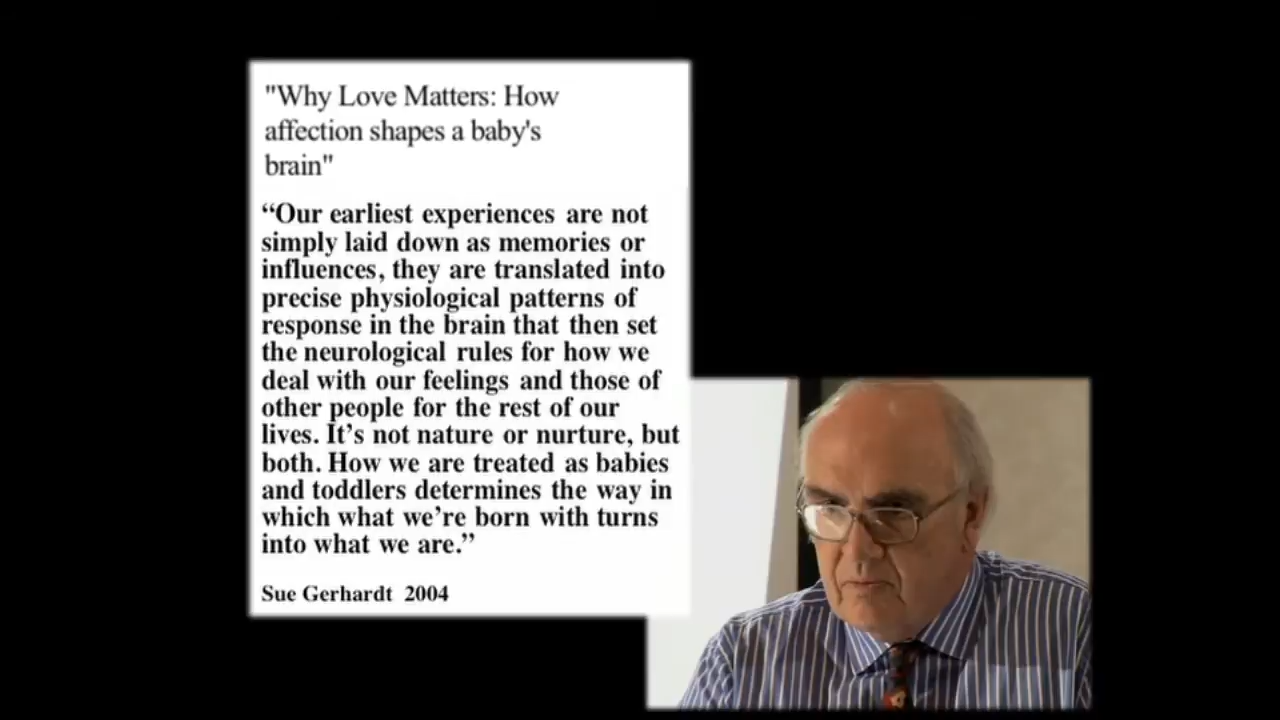 "Why Love Matters: How
affection shapes a baby's
brain"
“Our earliest experiences are not
simply laid down as memories or
influences, they are translated into
precise physiological patterns of
response in the brain that then set
the neurological rules for how we
deal with our feelings and those of
other people for the rest of our
lives. It’s not nature or nurture, but
both. How we are treated as babies
and toddlers determines the way in
which what we’re born with turns
into what we are.”
Sue Gerhardt 2004